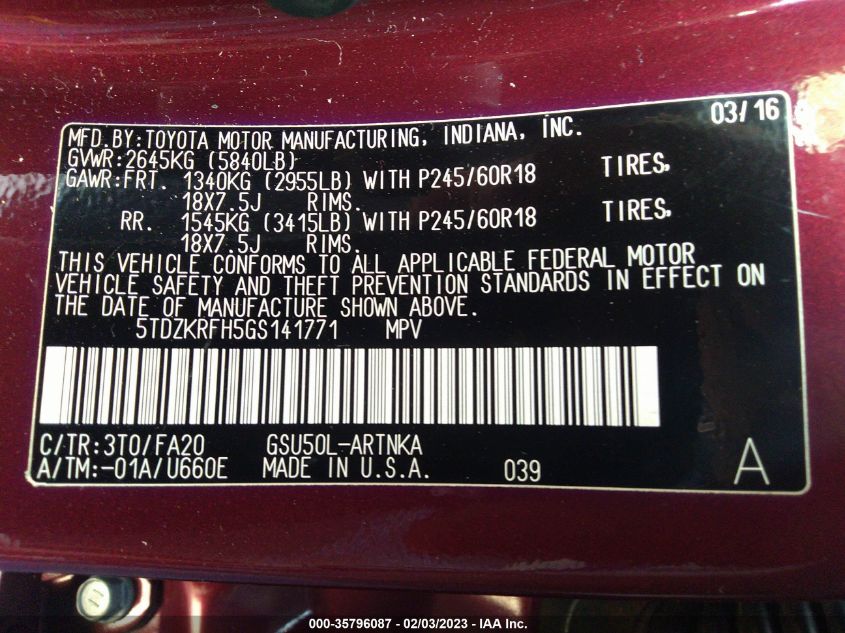 03/16
MFD.BY:TOYOTA MOTOR MANUFACTURING, INDIANA, INC.
GVWR:2645KG (5840LB)
GAWR:FRT. 1340KG (2955LB) WITH P245/60R18 TIRES,
18X7.5J RIMS.
RR. 1545KG (3415LB) WITH P245/60R18 TIRES,
18X7.5J RIMS.
THIS VEHICLE CONFORMS TO ALL APPLICABLE FEDERAL MOTOR
VEHICLE SAFETY AND THEFT PREVENTION STANDARDS IN EFFECT ON
THE DATE OF MANUFACTURE SHOWN ABOVE.
5TDZKRFH5GS141771 MPV
C/TR:3T0/FA20 GSU50L-ARTNKA
A/TM:-01A/U660E MADE IN U.S.A. 039 A
000-35796087 — 02/03/2023 — IAA Inc.